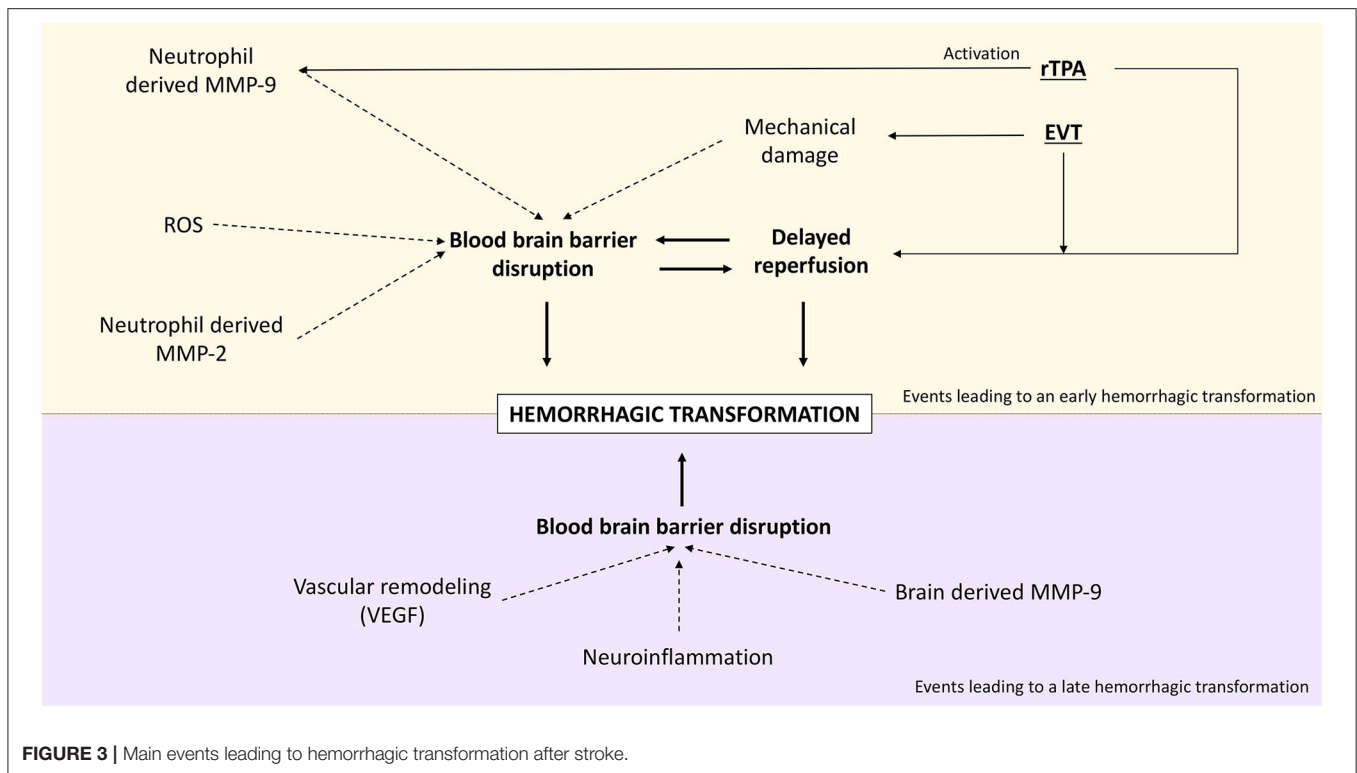 Neutrophil
derived MMP-9
Activation
rTPA
Mechanical
damage
EVT
ROS
Blood brain barrier
disruption
Delayed
reperfusion
Neutrophil derived
MMP-2
Events leading to an early hemorrhagic transformation
HEMORRHAGIC TRANSFORMATION
Blood brain barrier disruption
Vascular remodeling
(VEGF)
Brain derived MMP-9
Neuroinflammation
Events leading to a late hemorrhagic transformation
FIGURE 3 | Main events leading to hemorrhagic transformation after stroke.